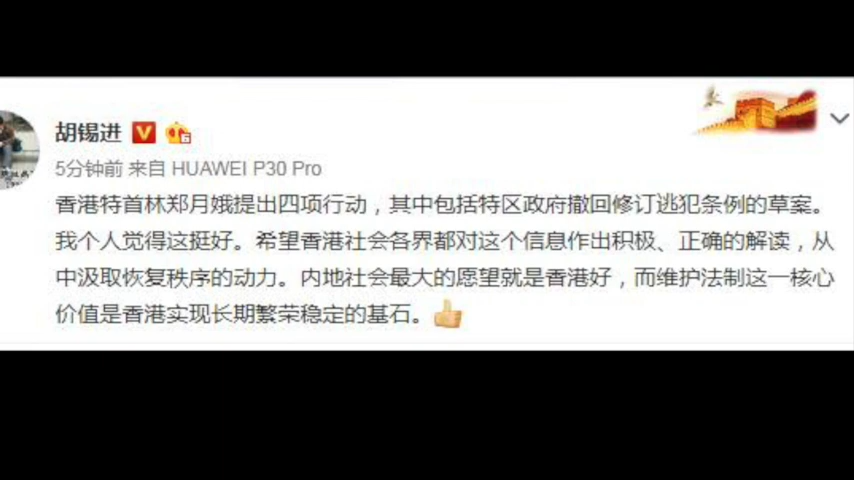 胡锡进
5分钟前 来自 HUAWEI P30 Pro
香港特首林郑月娥提出四项行动，其中包括特区政府撤回修订逃犯条例的草案。
我个人觉得这挺好。希望香港社会各界都对这个信息作出积极、正确的解读，从
中汲取恢复秩序的动力。内地社会最大的愿望就是香港好，而维护法制这一核心
价值是香港实现长期繁荣稳定的基石。